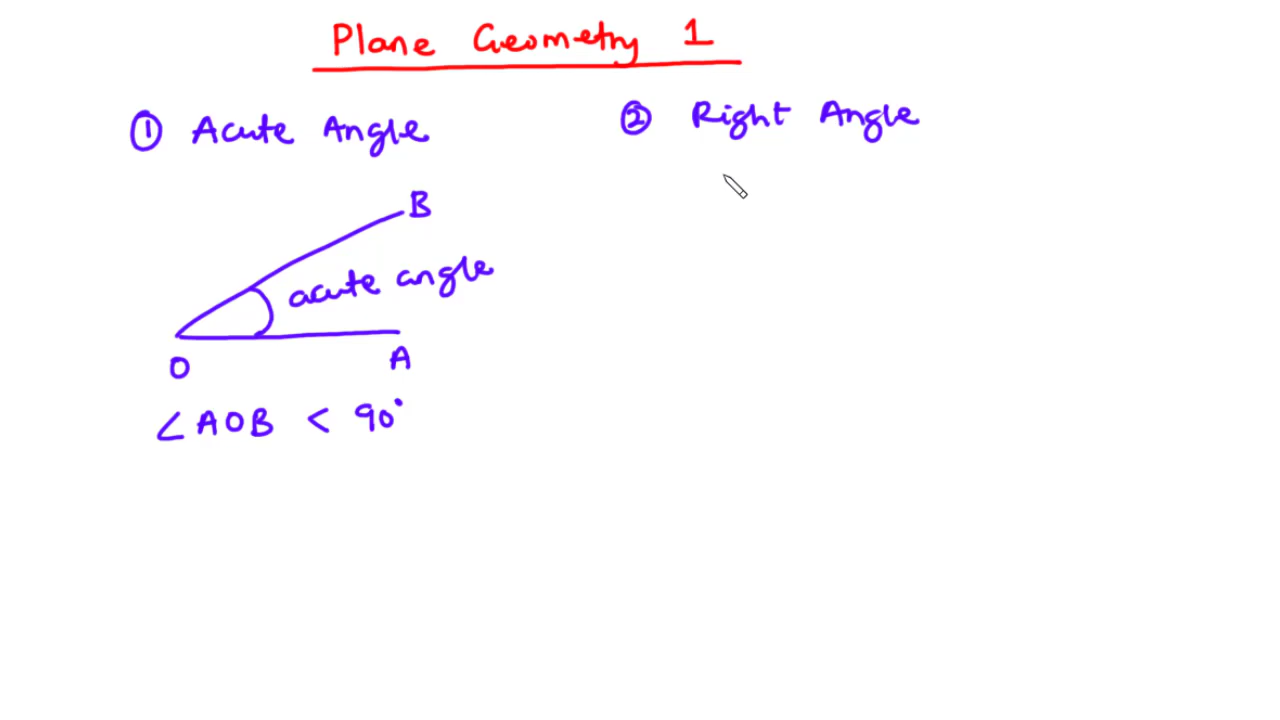 Plane Geometry 1
① Acute Angle
② Right Angle
B
acute angle
O
A
∠AOB < 90°